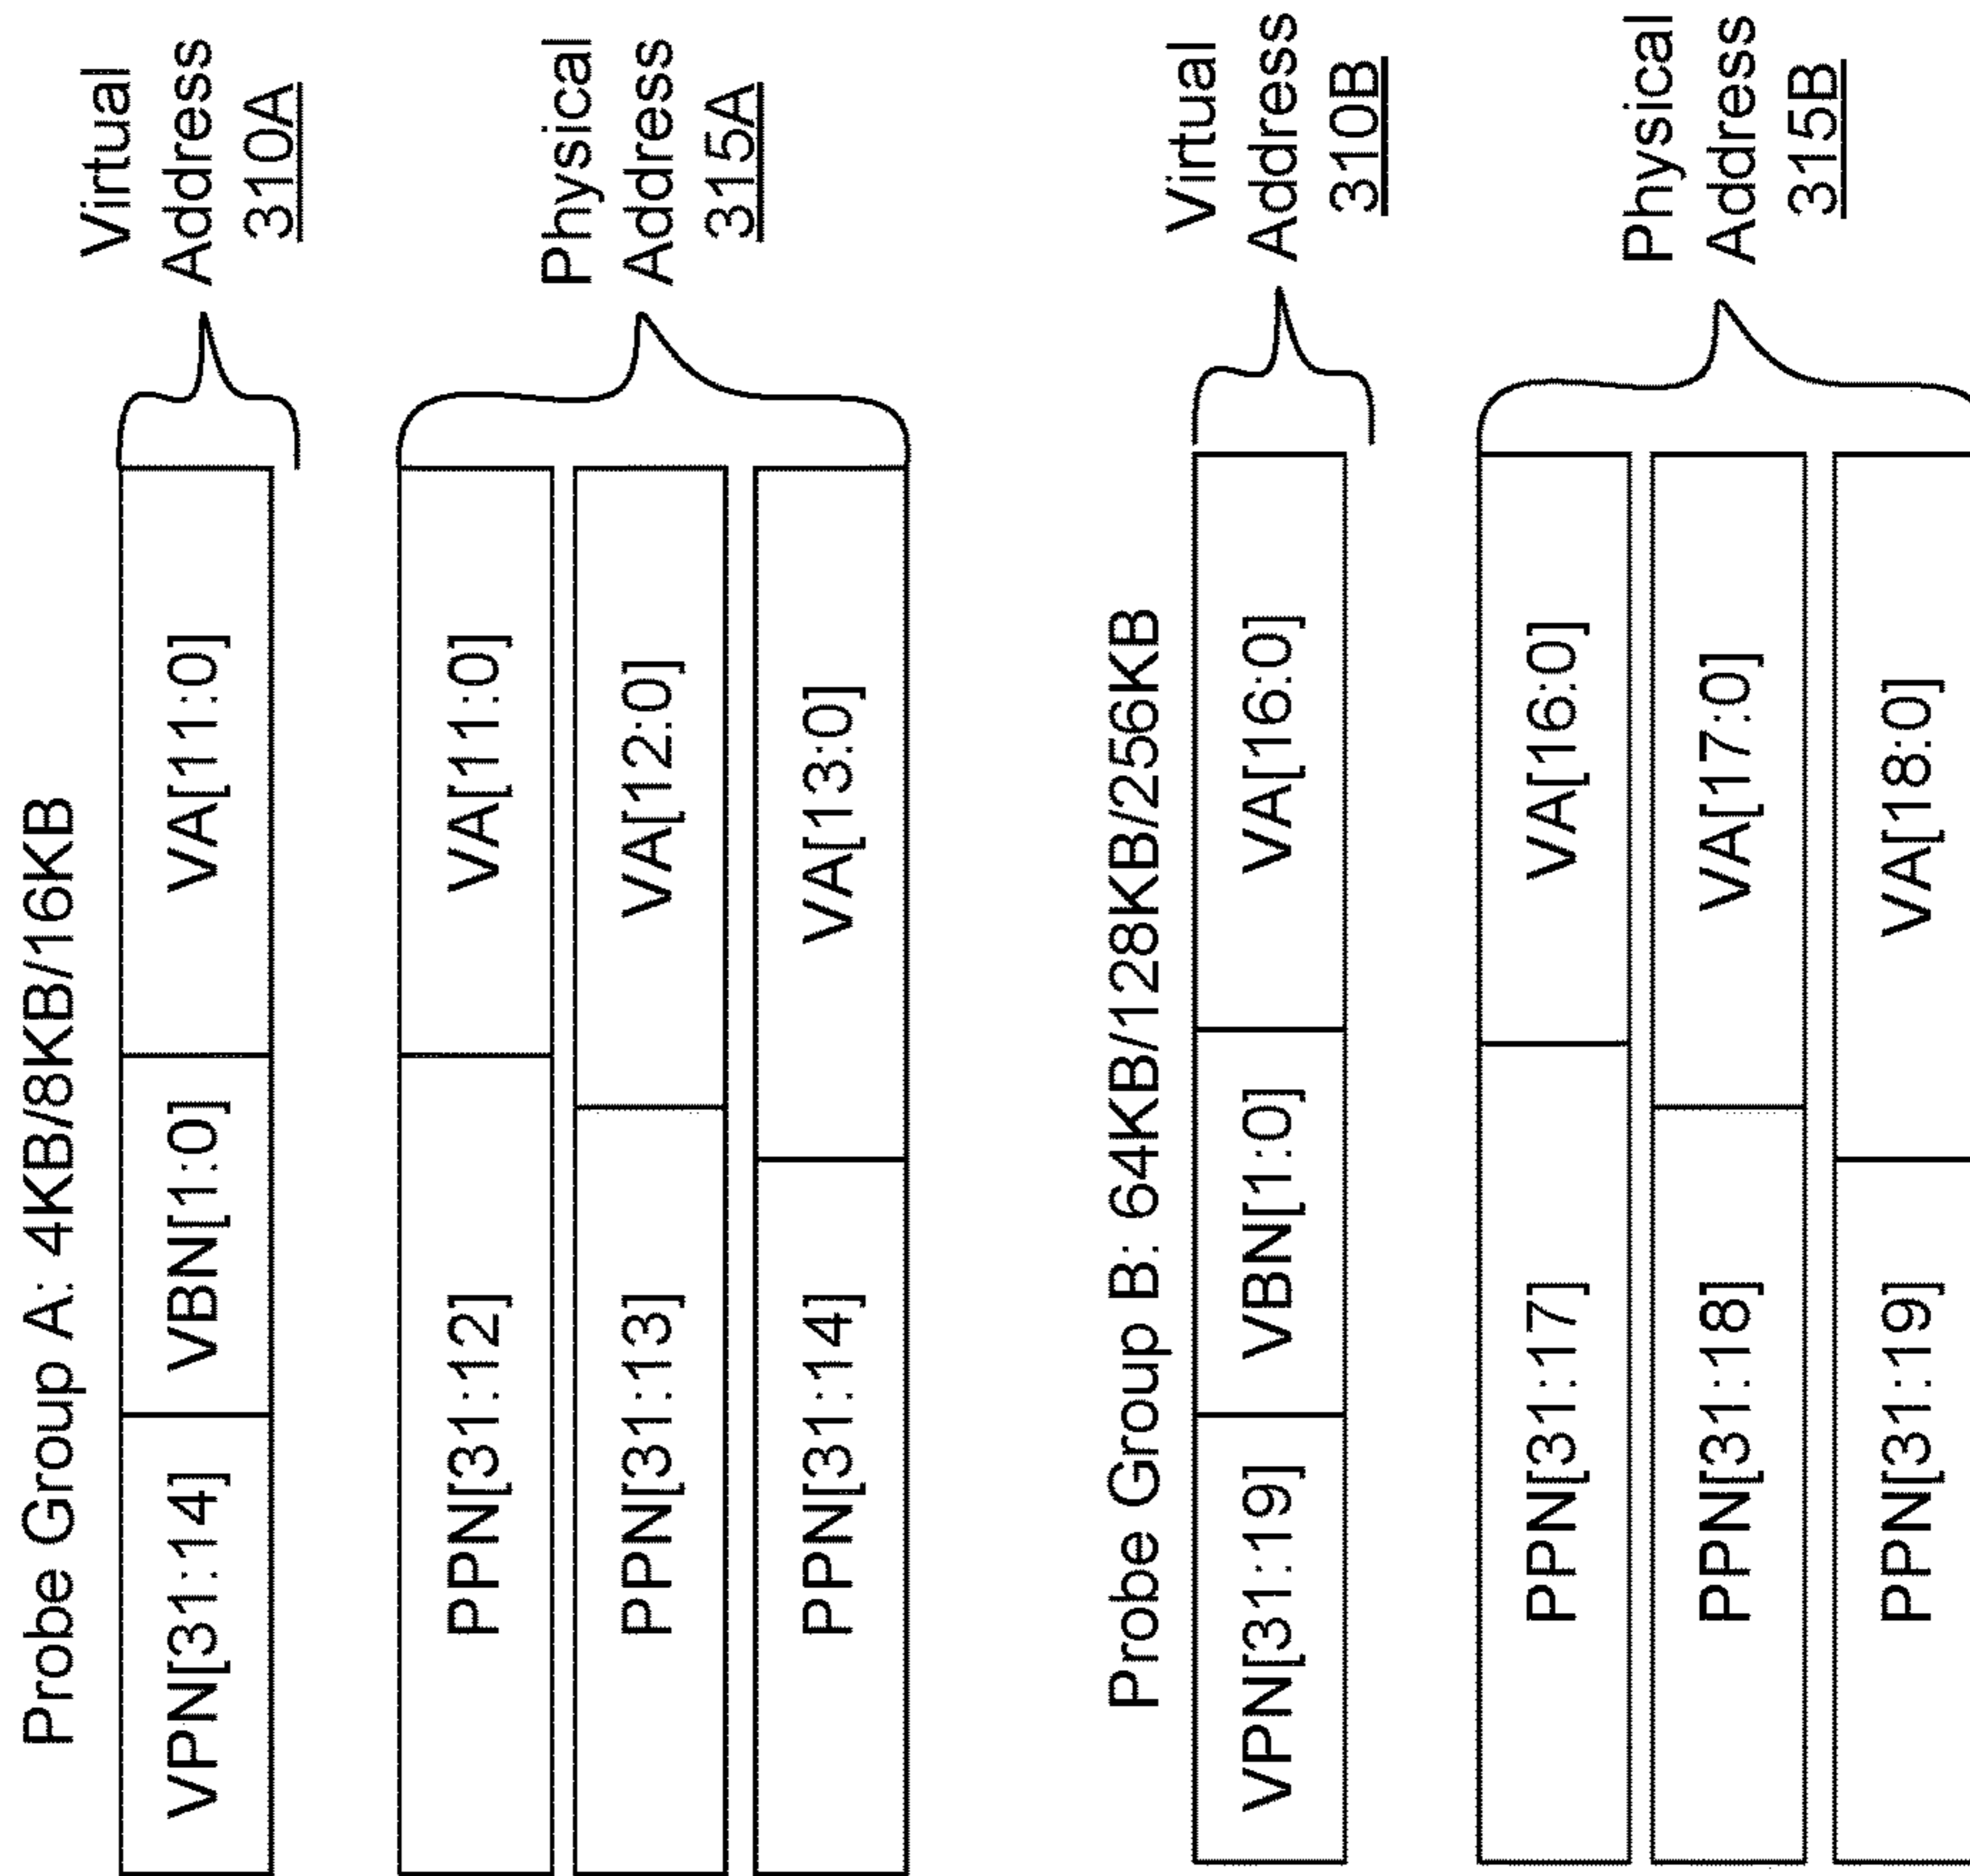 Probe Group A: 4KB/8KB/16KB
VPN[31:14] VBN[1:0] VA[11:0]
Virtual
Address
310A
PPN[31:12] VA[11:0]
PPN[31:13] VA[12:0]
PPN[31:14] VA[13:0]
Physical
Address
315A
Probe Group B: 64KB/128KB/256KB
VPN[31:19] VBN[1:0] VA[16:0]
Virtual
Address
310B
PPN[31:17] VA[16:0]
PPN[31:18] VA[17:0]
PPN[31:19] VA[18:0]
Physical
Address
315B